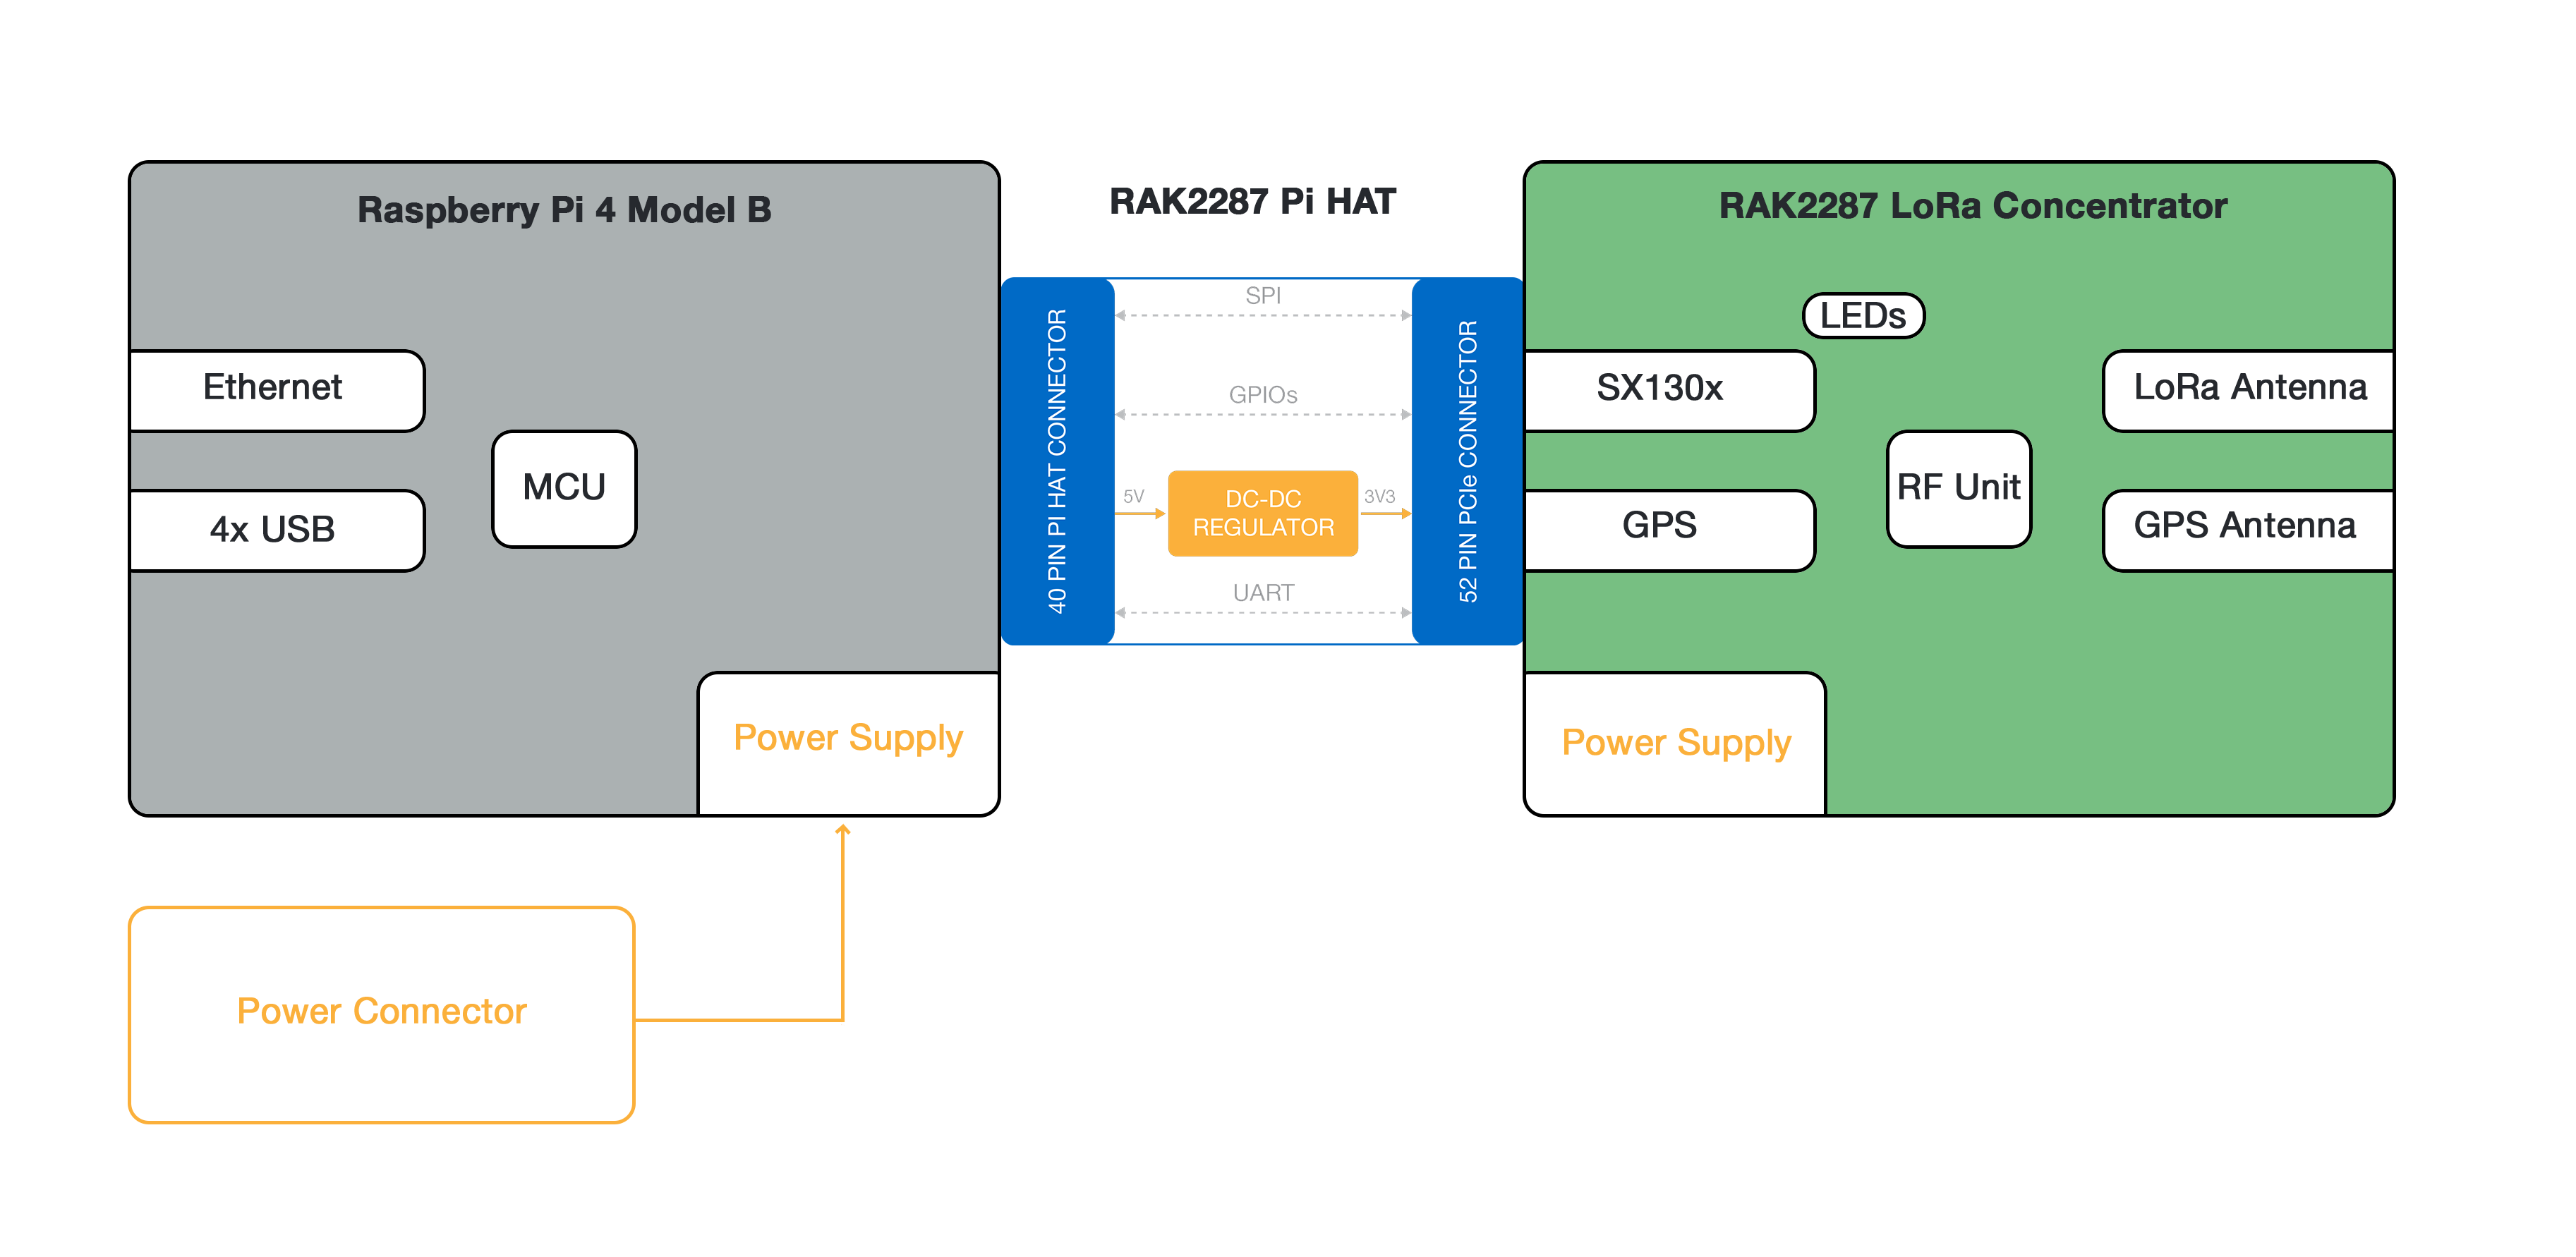 Raspberry Pi 4 Model B
Ethernet
4x USB
MCU
Power Supply
Power Connector
RAK2287 Pi HAT
40 PIN PI HAT CONNECTOR
SPI
GPIOs
5V
DC-DC
REGULATOR
3V3
UART
52 PIN PCIe CONNECTOR
RAK2287 LoRa Concentrator
LEDs
SX130x
GPS
RF Unit
LoRa Antenna
GPS Antenna
Power Supply